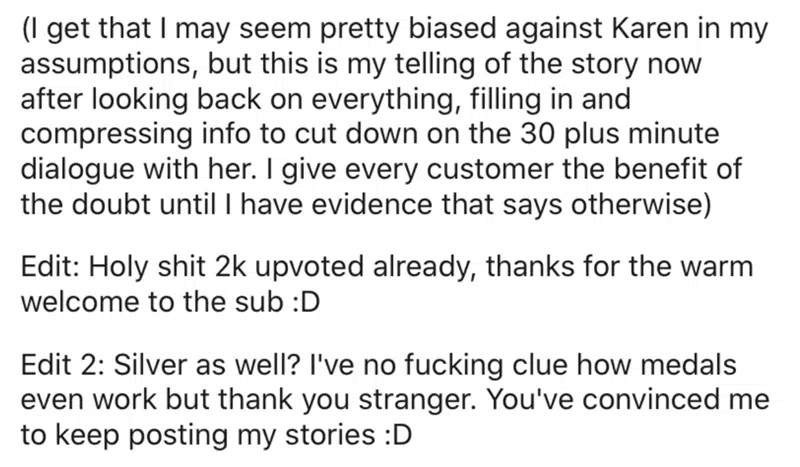 (I get that I may seem pretty biased against Karen in my
assumptions, but this is my telling of the story now
after looking back on everything, filling in and
compressing info to cut down on the 30 plus minute
dialogue with her. I give every customer the benefit of
the doubt until I have evidence that says otherwise)
Edit: Holy shit 2k upvoted already, thanks for the warm
welcome to the sub :D
Edit 2: Silver as well? I've no fucking clue how medals
even work but thank you stranger. You've convinced me
to keep posting my stories :D